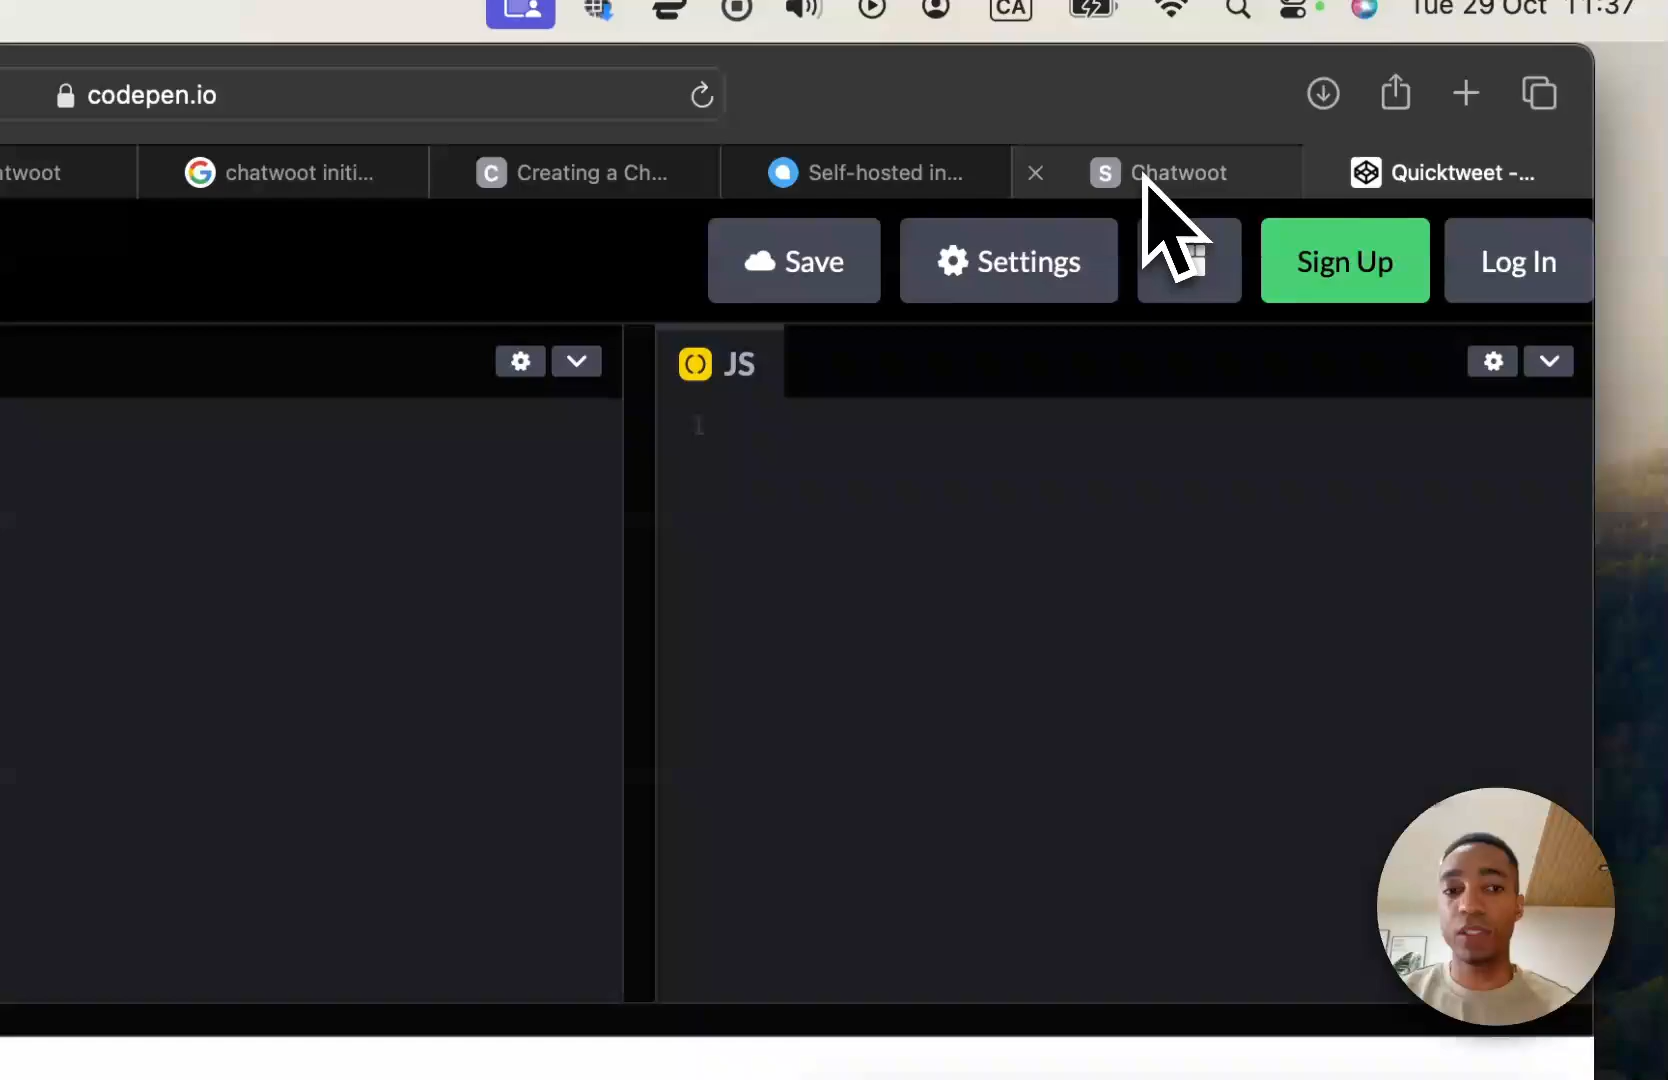 CA
Tue 29 Oct 11:37
codepen.io
twoot
chatwoot initi...
C Creating a Ch...
Self-hosted in...
S Chatwoot
Quicktweet -...
Save
Settings
Sign Up
Log In
() JS
1